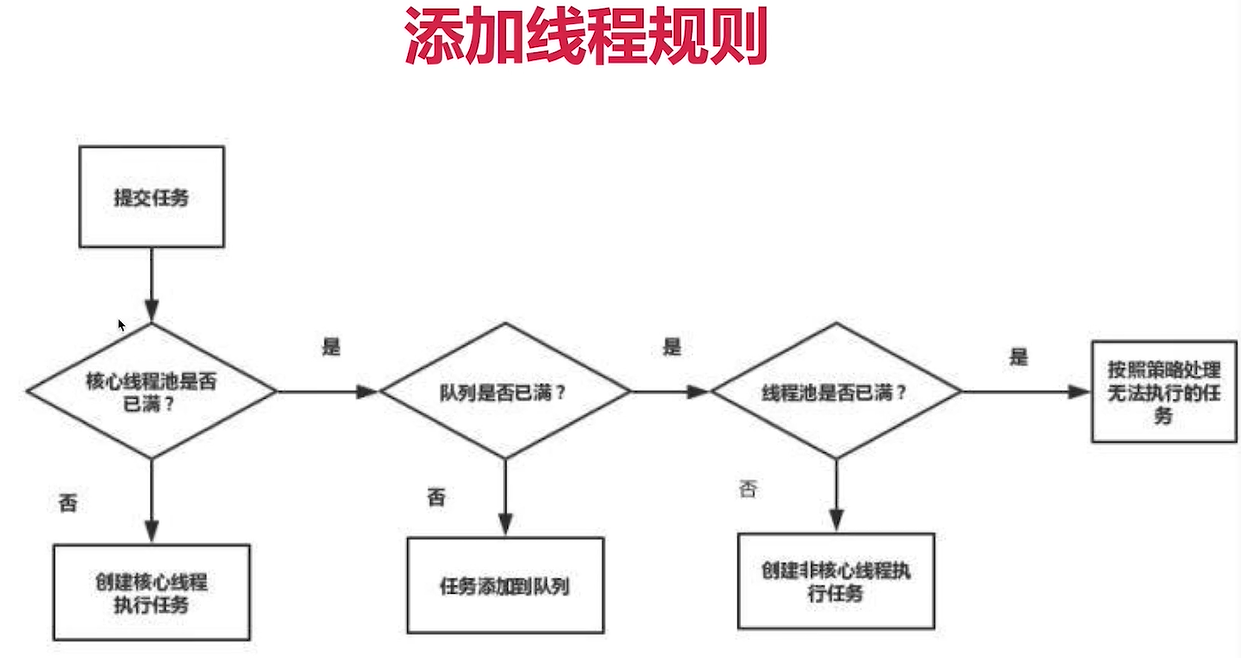 添加线程规则
提交任务
核心线程池是否
已满？
是
队列是否已满？
是
线程池是否已满？
是
按照策略处理
无法执行的任
务
否
创建核心线程
执行任务
否
任务添加到队列
否
创建非核心线程执
行任务